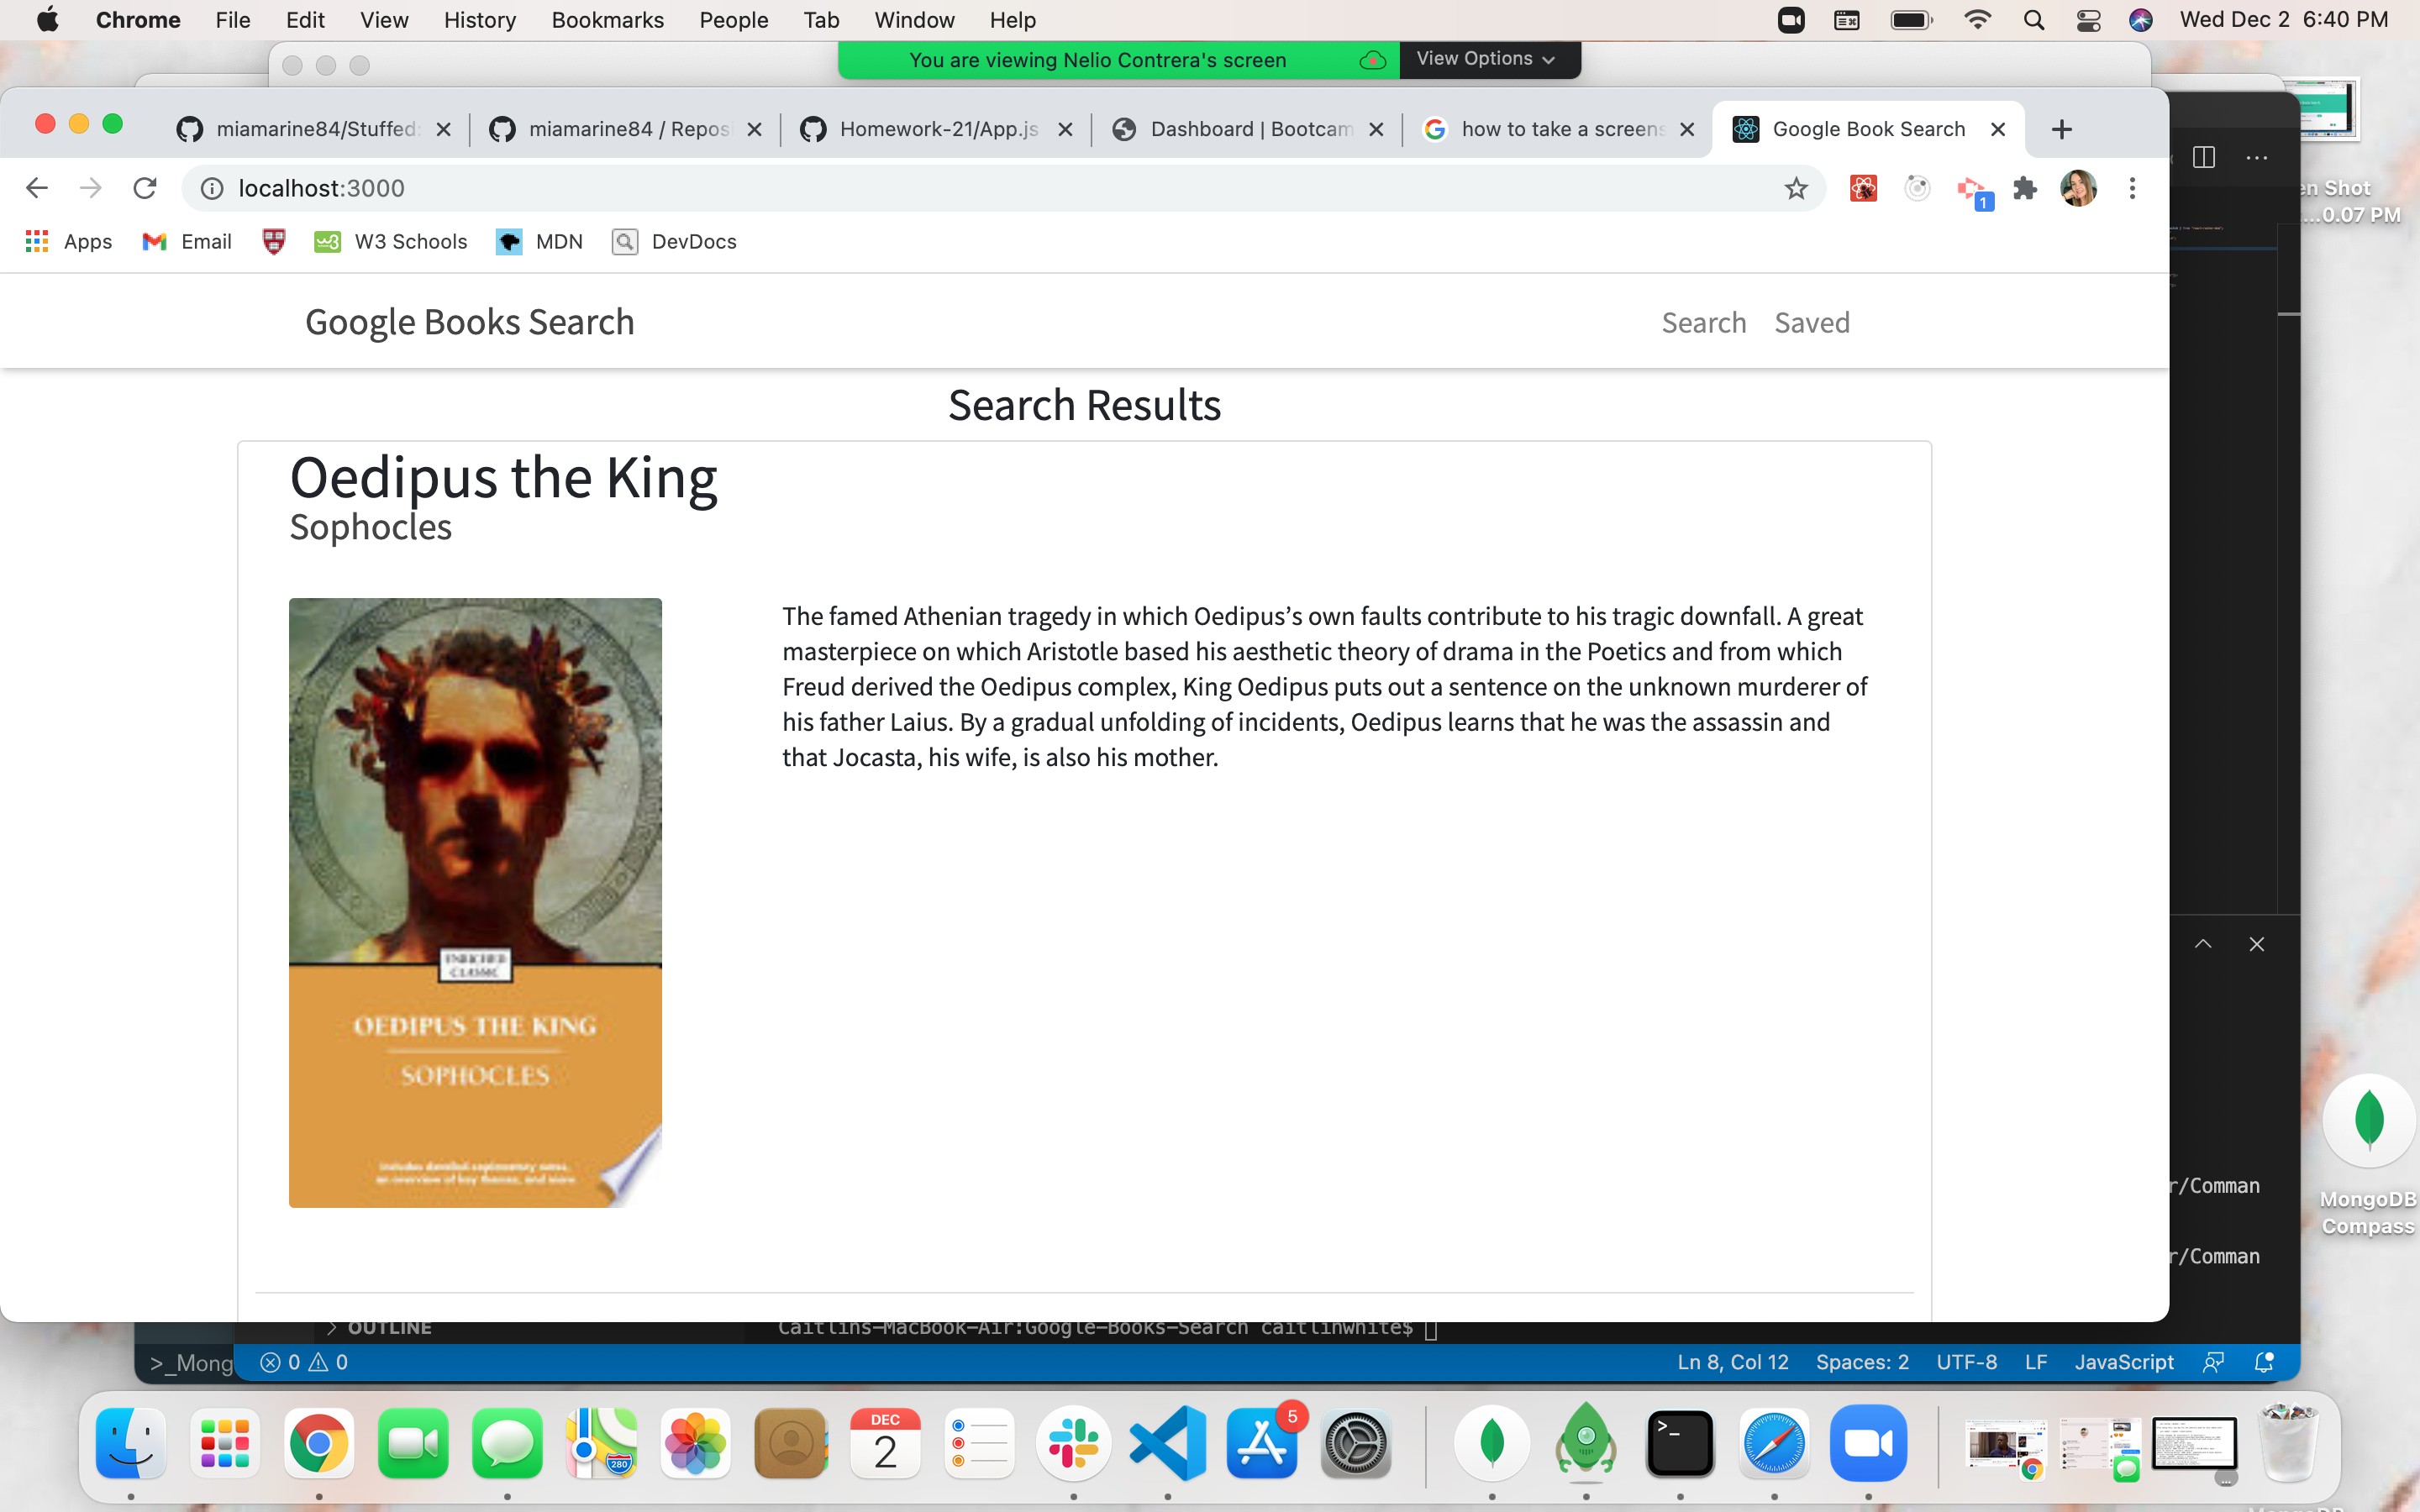 Chrome File Edit View History Bookmarks People Tab Window Help Wed Dec 2 6:40 PM
You are viewing Nelio Contrera's screen View Options
miamarine84/Stuffed miamarine84 / Repos Homework-21/App.js Dashboard | Bootcam how to take a screens Google Book Search
localhost:3000
1
Apps Email W3 Schools MDN DevDocs
en Shot
...0.07 PM
Google Books Search Search Saved
Search Results
Oedipus the King
Sophocles
The famed Athenian tragedy in which Oedipus’s own faults contribute to his tragic downfall. A great
masterpiece on which Aristotle based his aesthetic theory of drama in the Poetics and from which
Freud derived the Oedipus complex, King Oedipus puts out a sentence on the unknown murderer of
his father Laius. By a gradual unfolding of incidents, Oedipus learns that he was the assassin and
that Jocasta, his wife, is also his mother.
ENRICHED
CLASSIC
OEDIPUS THE KING
SOPHOCLES
r/Comman
r/Comman
MongoDB
Compass
OUTLINE
Caitlins-MacBook-Air:Google-Books-Search caitlinwhite$
>_Mong 0 0 Ln 8, Col 12 Spaces: 2 UTF-8 LF JavaScript
DEC
2
280
5